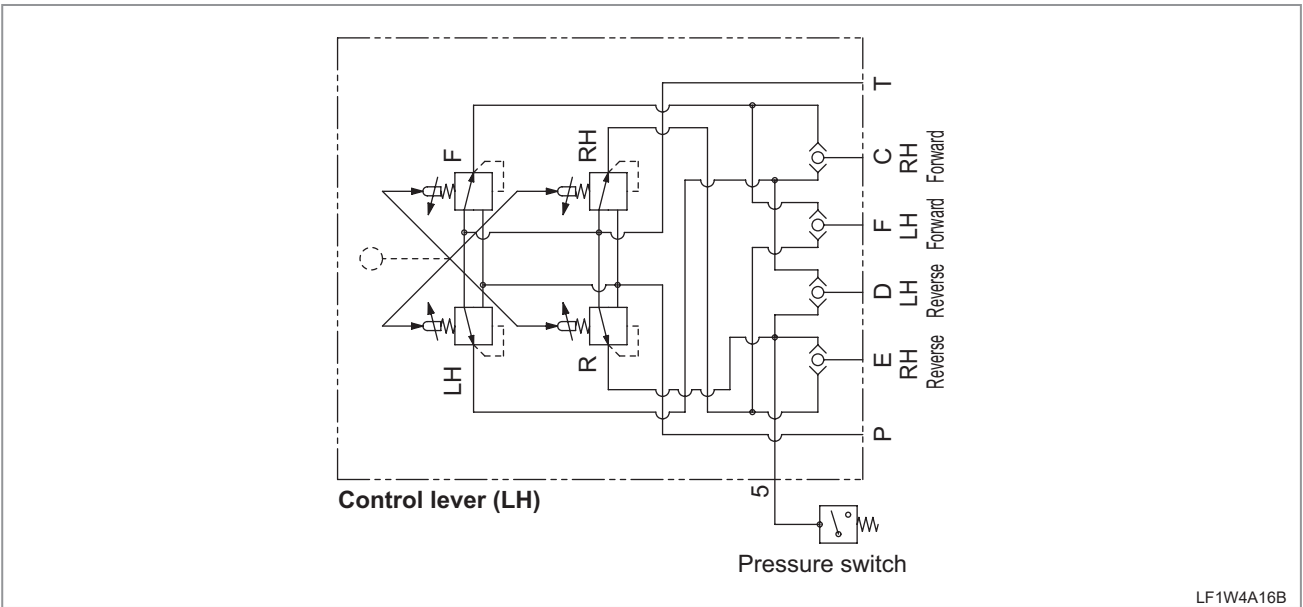 T
F
RH
C
RH
Forward
F
LH
Forward
D
LH
Reverse
LH
R
E
RH
Reverse
P
Control lever (LH)
5
Pressure switch
LF1W4A16B